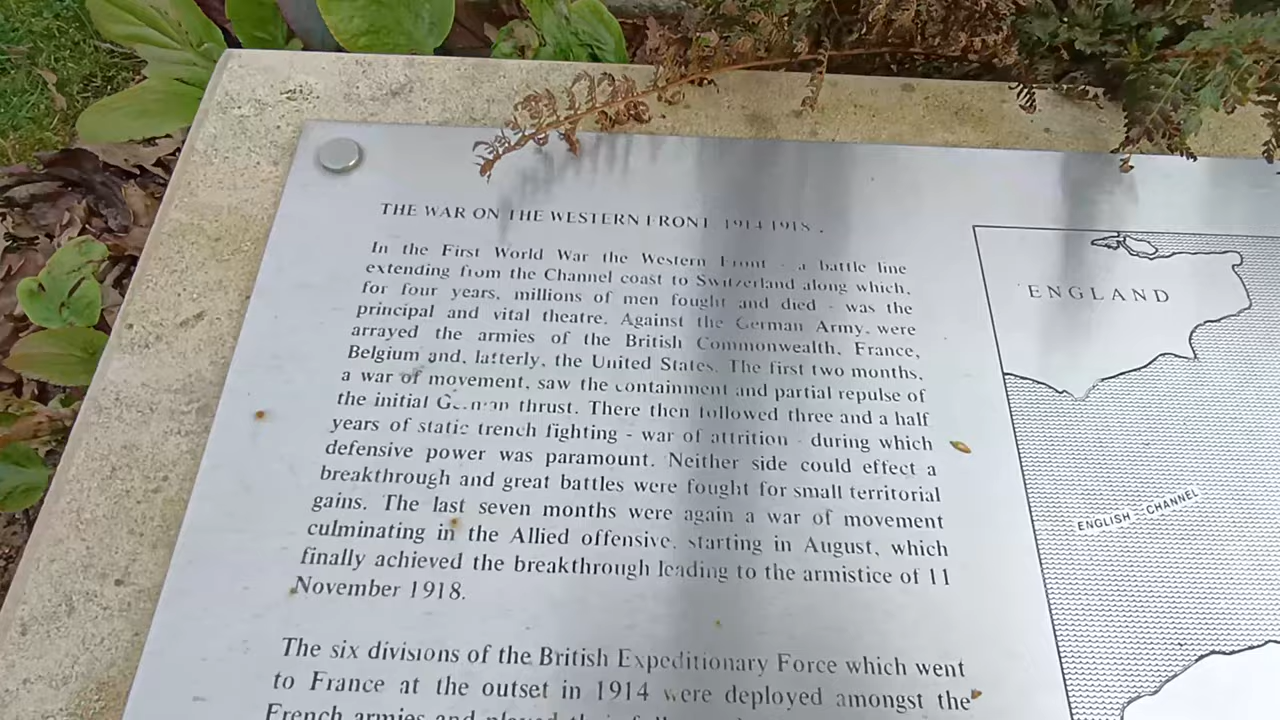 THE WAR ON THE WESTERN FRONT 1914 1918 .
In the First World War the Western Front - a battle line
extending from the Channel coast to Switzerland along which,
for four years, millions of men fought and died - was the
principal and vital theatre. Against the German Army, were
arrayed the armies of the British Commonwealth, France,
Belgium and, latterly, the United States. The first two months,
a war of movement, saw the containment and partial repulse of
the initial German thrust. There then followed three and a half
years of static trench fighting - war of attrition - during which
defensive power was paramount. Neither side could effect a
breakthrough and great battles were fought for small territorial
gains. The last seven months were again a war of movement
culminating in the Allied offensive, starting in August, which
finally achieved the breakthrough leading to the armistice of 11
November 1918.
The six divisions of the British Expeditionary Force which went
to France at the outset in 1914 were deployed amongst the
French armies and played their
ENGLAND
ENGLISH - CHANNEL